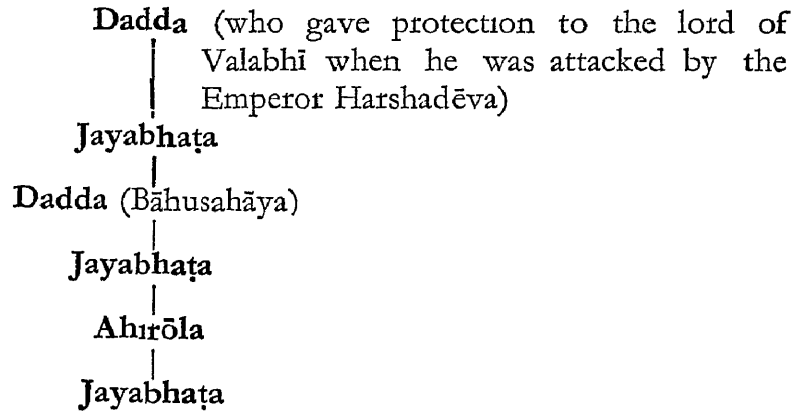 Dadda (who gave protection to the lord of
Valabhī when he was attacked by the
Emperor Harshadēva)
Jayabhaṭa
Dadda (Bāhusahāya)
Jayabhaṭa
Ahirōla
Jayabhaṭa